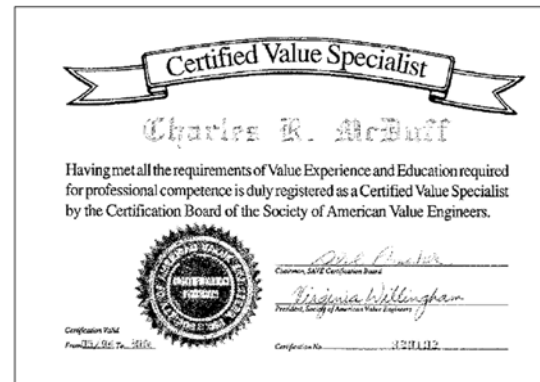 Certified Value Specialist
Charles R. McDuff
Having met all the requirements of Value Experience and Education required
for professional competence is duly registered as a Certified Value Specialist
by the Certification Board of the Society of American Value Engineers.
Chairman, SAVE Certification Board
Virginia Willingham
President, Society of American Value Engineers
Certification Valid
From To
Certification No.